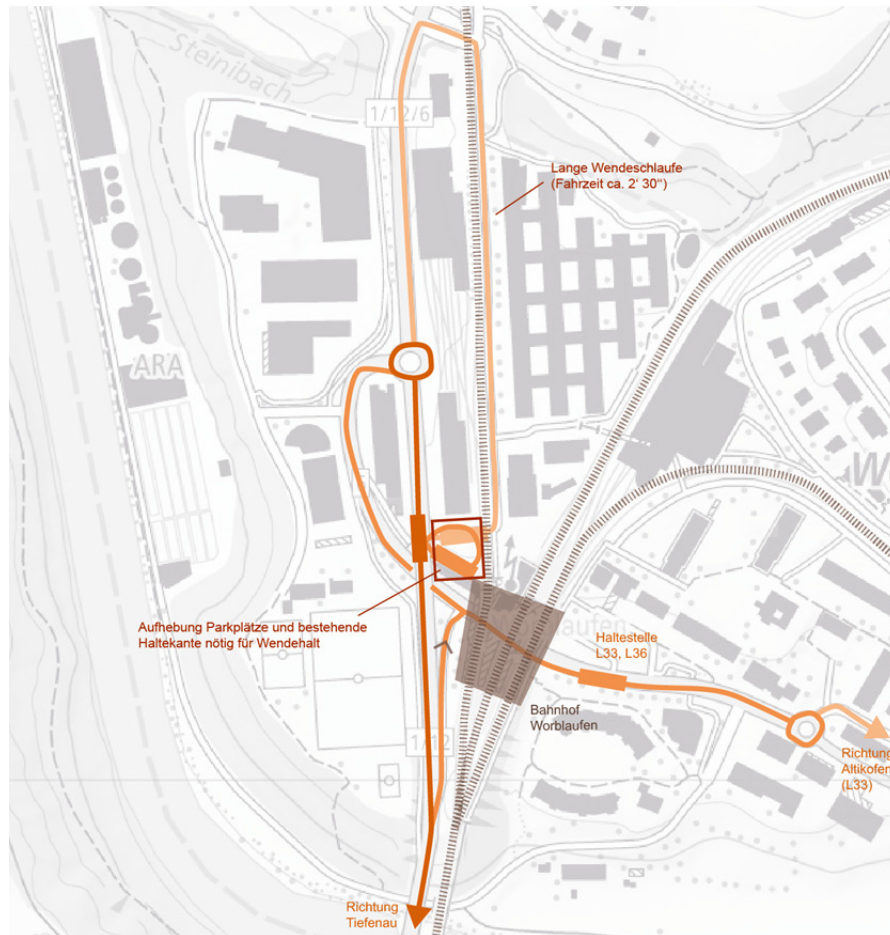 Steinibach
1/12/6
Lange Wendeschlaufe
(Fahrzeit ca. 2' 30")
ARA
W
Aufhebung Parkplätze und bestehende
Haltekante nötig für Wendehalt
laufen
Haltestelle
L33, L36
Bahnhof
Worblaufen
1/12
Richtung
Altikofen
(L33)
Richtung
Tiefenau